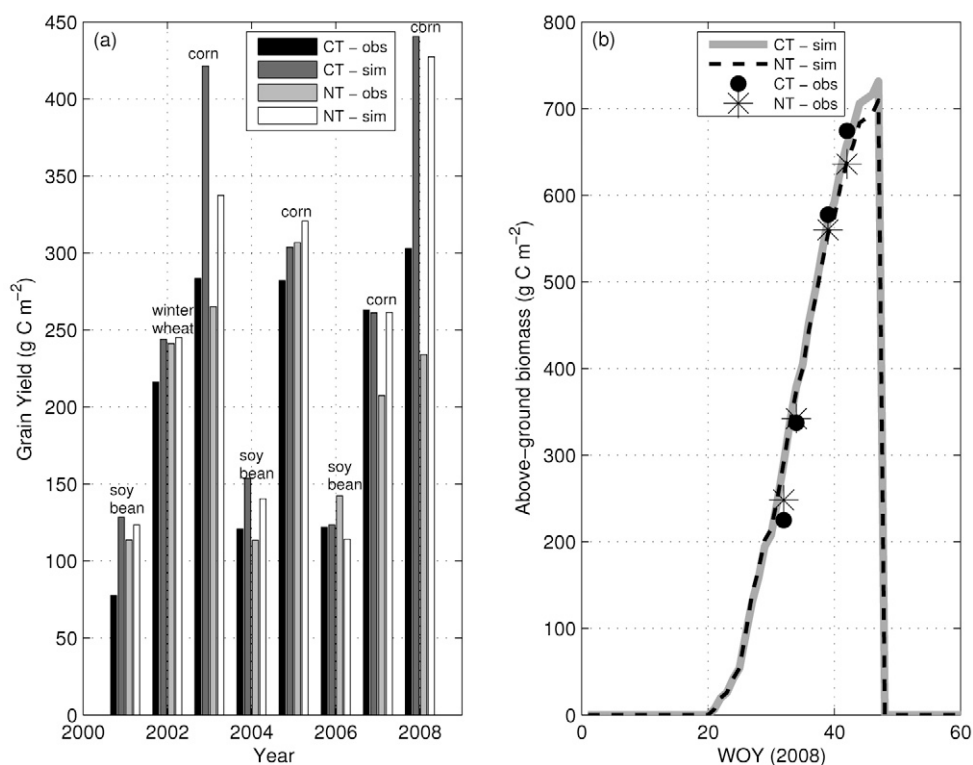 (a)
CT − obs
CT − sim
NT − obs
NT − sim
soy
bean
winter
wheat
corn
soy
bean
corn
soy
bean
corn
corn
450
400
350
300
250
200
150
100
50
0
2000 2002 2004 2006 2008
Grain Yield (g C m−2)
Year
(b)
CT − sim
NT − sim
CT − obs
NT − obs
800
700
600
500
400
300
200
100
0
0 20 40 60
Above−ground biomass (g C m−2)
WOY (2008)